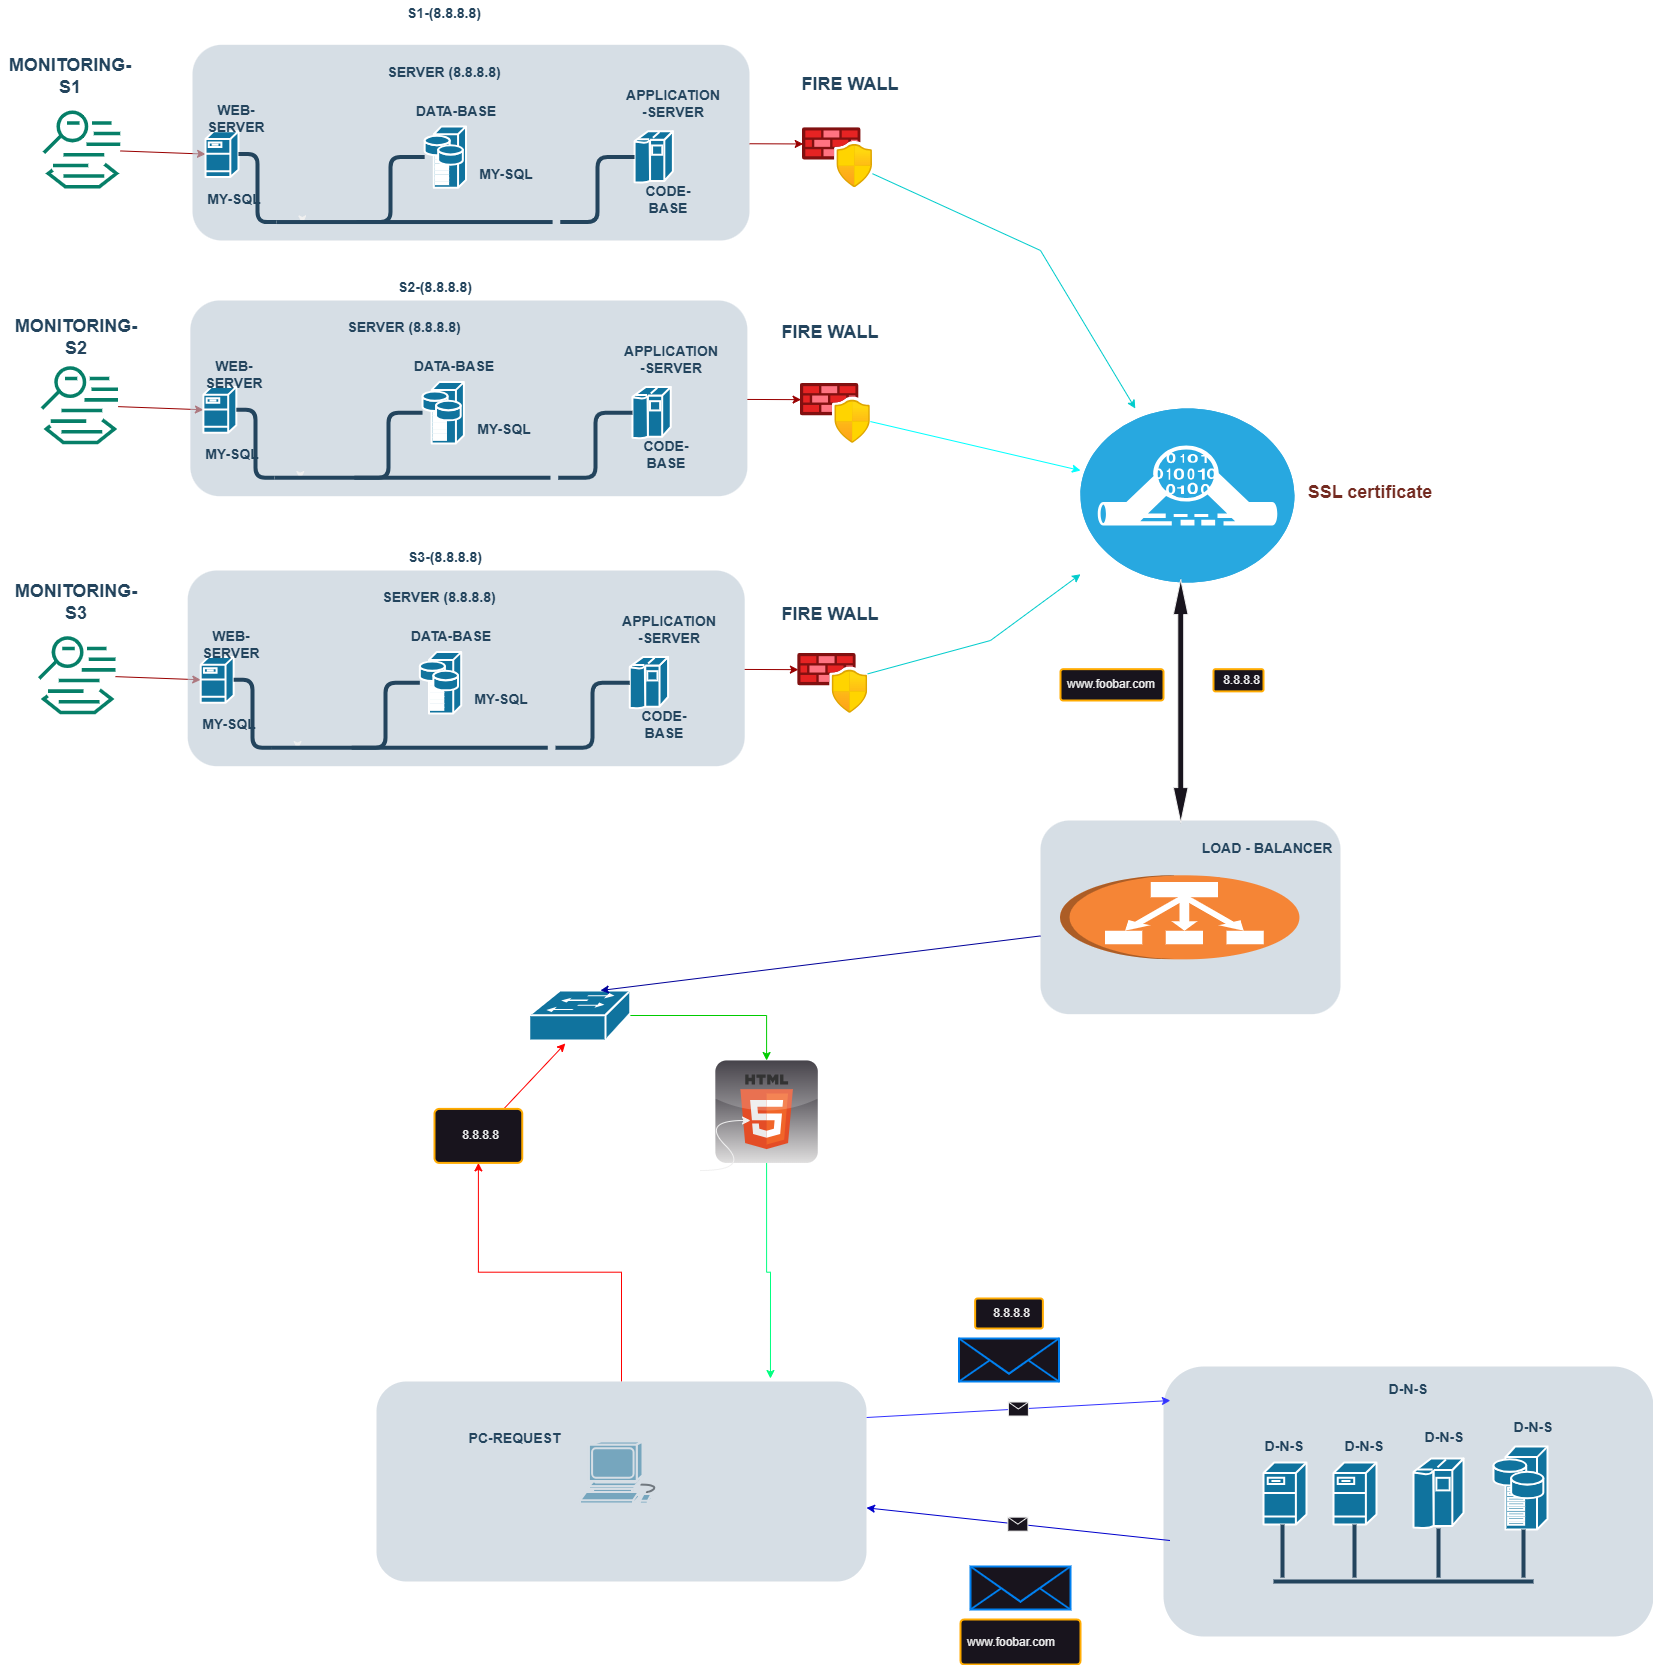 S1-(8.8.8.8)
MONITORING-
S1
SERVER (8.8.8.8)
WEB-
SERVER
MY-SQL
DATA-BASE
MY-SQL
APPLICATION
-SERVER
CODE-
BASE
FIRE WALL
S2-(8.8.8.8)
MONITORING-
S2
SERVER (8.8.8.8)
WEB-
SERVER
MY-SQL
DATA-BASE
MY-SQL
APPLICATION
-SERVER
CODE-
BASE
FIRE WALL
0101
010010
0100
SSL certificate
S3-(8.8.8.8)
MONITORING-
S3
SERVER (8.8.8.8)
WEB-
SERVER
MY-SQL
DATA-BASE
MY-SQL
APPLICATION
-SERVER
CODE-
BASE
FIRE WALL
www.foobar.com
8.8.8.8
LOAD - BALANCER
HTML
5
8.8.8.8
8.8.8.8
PC-REQUEST
D-N-S
D-N-S
D-N-S
D-N-S
D-N-S
www.foobar.com